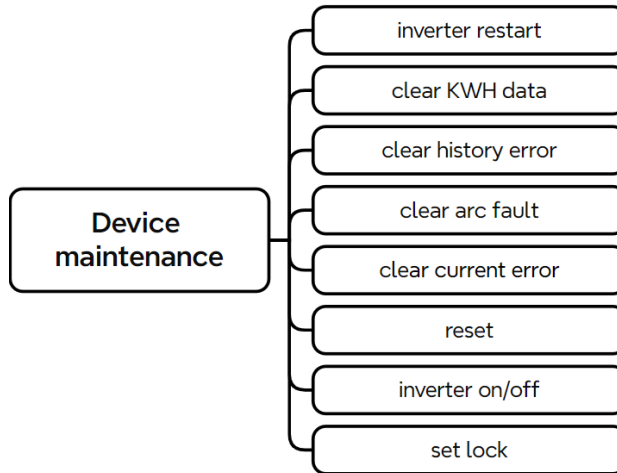 Device
maintenance
inverter restart
clear KWH data
clear history error
clear arc fault
clear current error
reset
inverter on/off
set lock